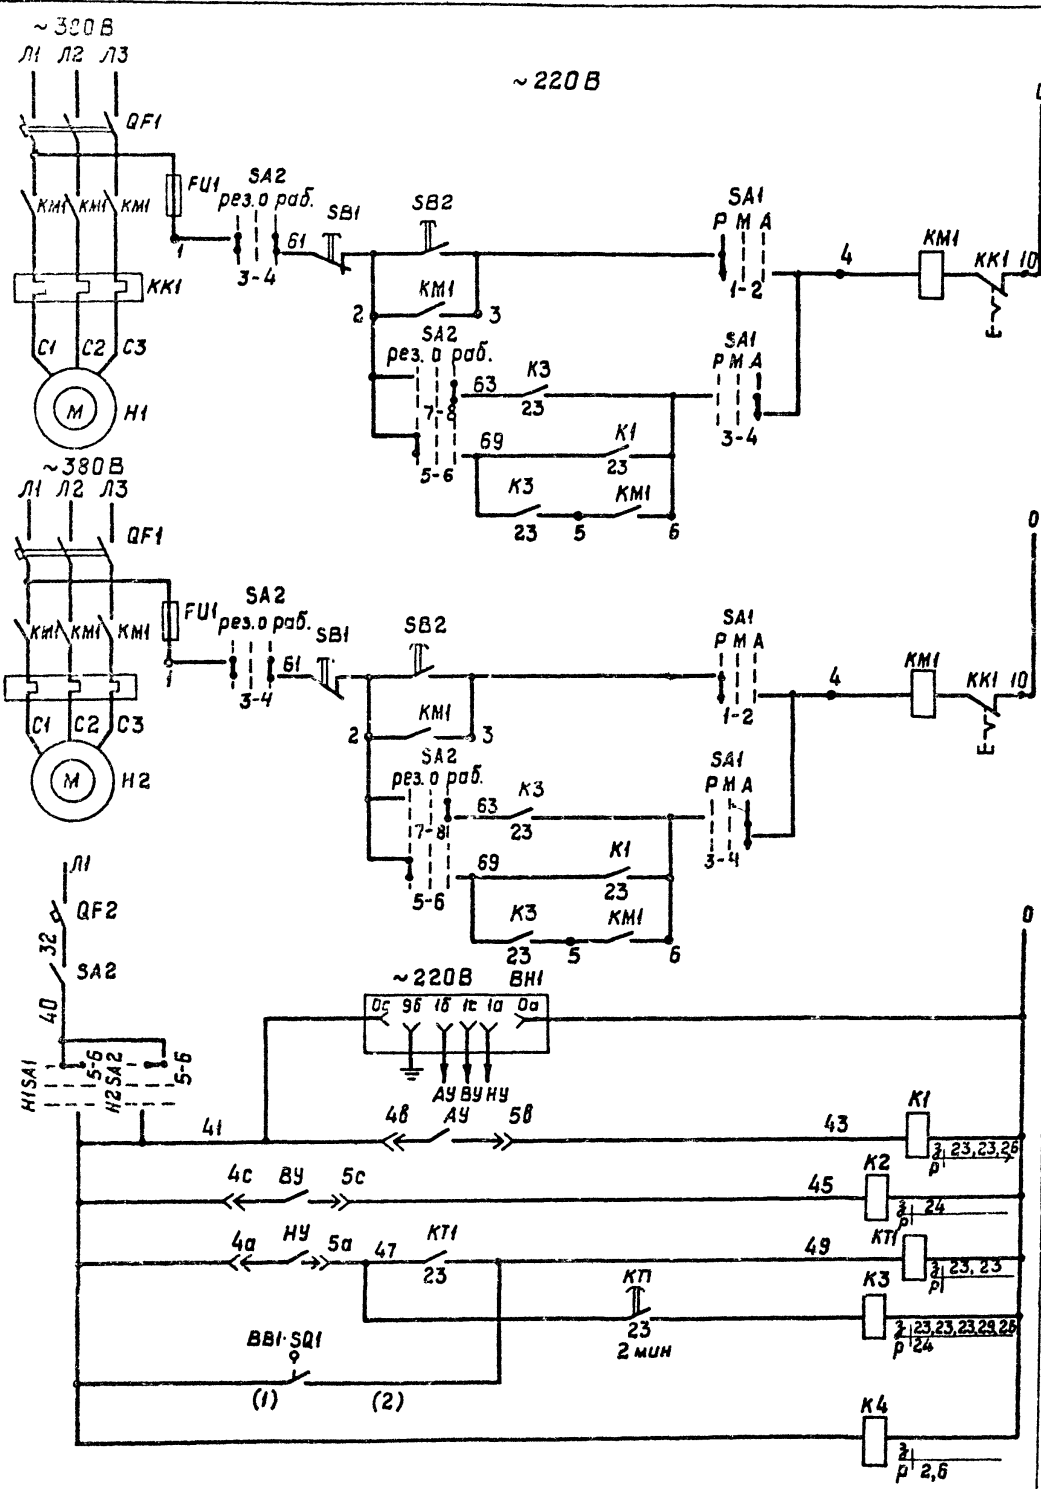 ~380В
Л1 Л2 Л3
~220В
0
QF1
FU1
SA2
рез. о раб.
SB1
SB2
SA1
Р М А
КМ1 КМ1 КМ1
1
61
3-4
1-2
4
КМ1
КК1
10
КК1
2
КМ1
3
С1 С2 С3
SA2
рез. о раб.
SA1
Р М А
63
К3
23
7-8
3-4
М
Н1
69
К1
23
5-6
К3
23
5
КМ1
6
~380В
Л1 Л2 Л3
0
QF1
FU1
SA2
рез. о раб.
SB1
SB2
SA1
Р М А
КМ1 КМ1 КМ1
1
61
3-4
1-2
4
КМ1
КК1
10
С1 С2 С3
2
КМ1
3
SA2
рез. о раб.
SA1
Р М А
М
Н2
63
К3
23
7-8
3-4
69
К1
23
5-6
К3
23
5
КМ1
6
Л1
QF2
32
SA2
40
0
~220В
ВН1
0с 9б 1б 1с 1а 0а
Н1SA1
5-6
Н2SA2
5-6
АУ ВУ НУ
41
4в
АУ
5в
43
К1
з 23,23,26
р
4с
ВУ
5с
45
К2
з 24
р
4а
НУ
5а
47
КТ1
23
49
КТ1
з 23,23
р
КТ1
23
2 мин
К3
з 23,23,23,29,26
р 24
ВВ1·SQ1
(1)
(2)
К4
з
р 2,6